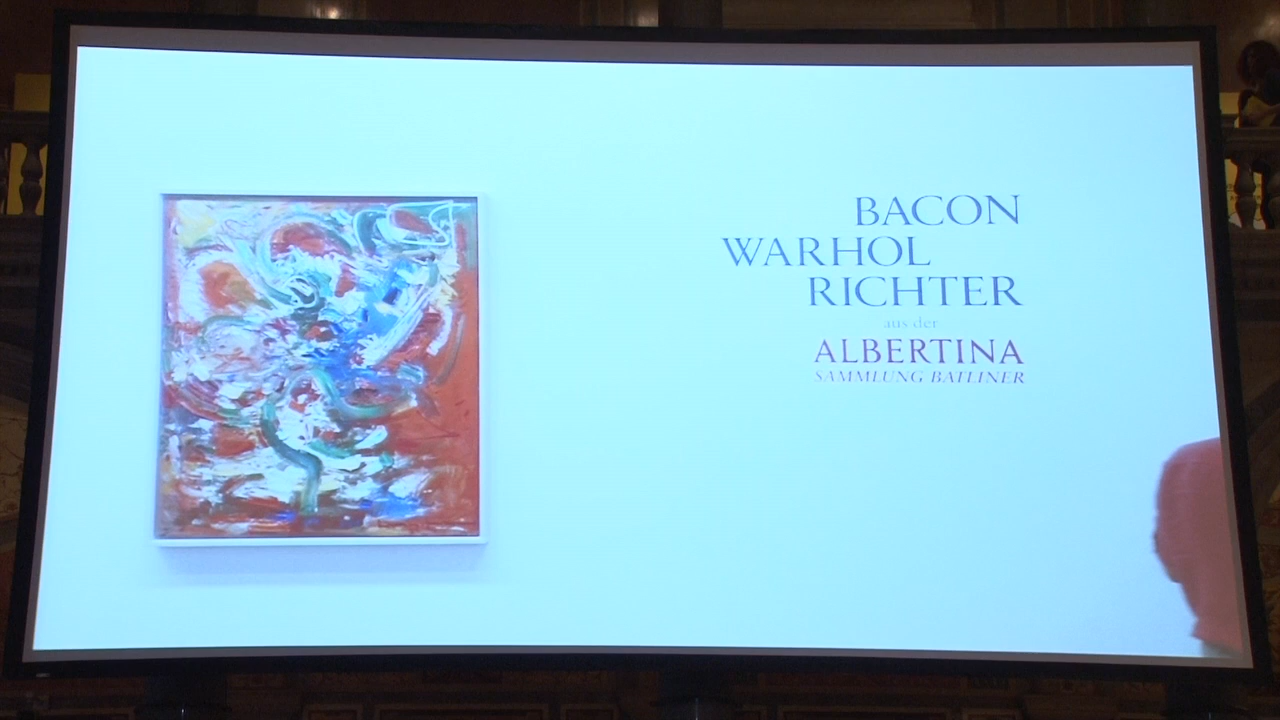 BACON
WARHOL
RICHTER
aus der
ALBERTINA
SAMMLUNG BATLINER